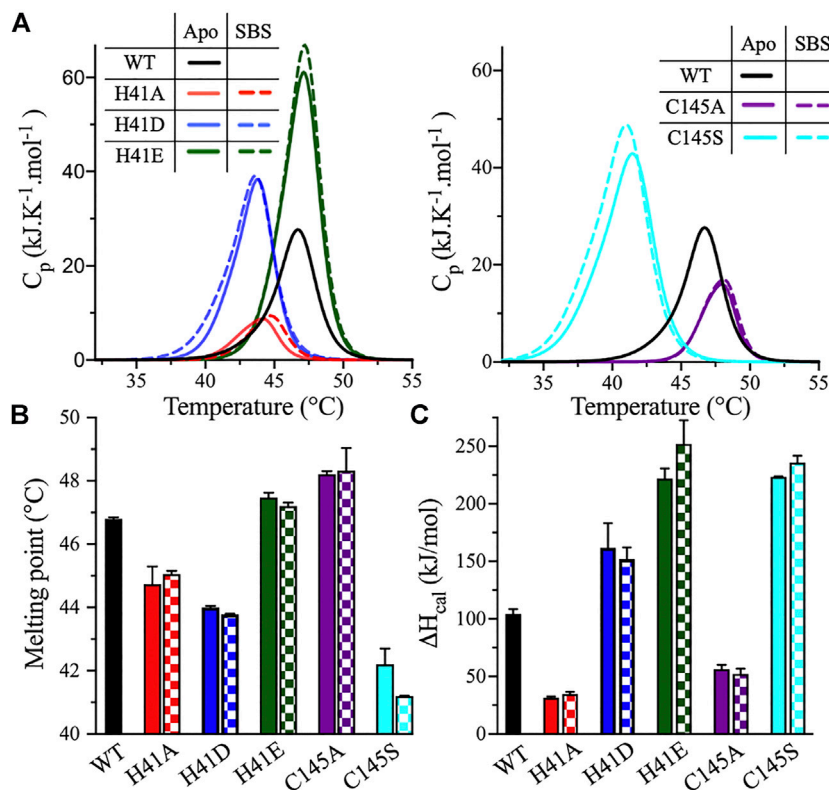 A
Apo SBS
WT
H41A
H41D
H41E
60
40
20
0
C_p (kJ.K⁻¹.mol⁻¹)
35 40 45 50 55
Temperature (°C)
Apo SBS
WT
C145A
C145S
60
40
20
0
C_p (kJ.K⁻¹.mol⁻¹)
35 40 45 50 55
Temperature (°C)
B
50
48
46
44
42
40
Melting point (°C)
WT H41A H41D H41E C145A C145S
C
250
200
150
100
50
0
ΔH_cal (kJ/mol)
WT H41A H41D H41E C145A C145S